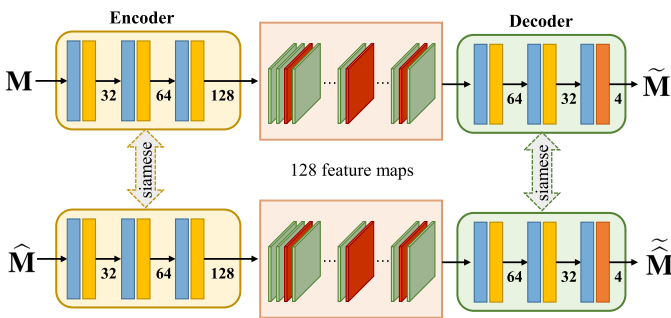 Encoder
Decoder
M 32 64 128 ... ... 64 32 4 M̃
siamese
128 feature maps
siamese
M̂ 32 64 128 ... ... 64 32 4 M̂̃